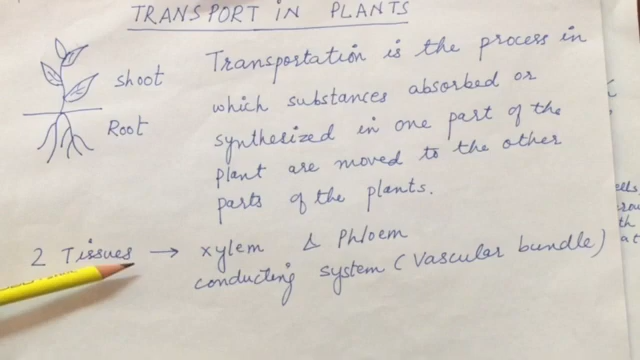 TRANSPORT IN PLANTS
shoot
Root
Transportation is the process in
which substances absorbed or
synthesized in one part of the
plant are moved to the other
parts of the plants.
2 Tissues → xylem & Phloem
conducting system (Vascular bundle)